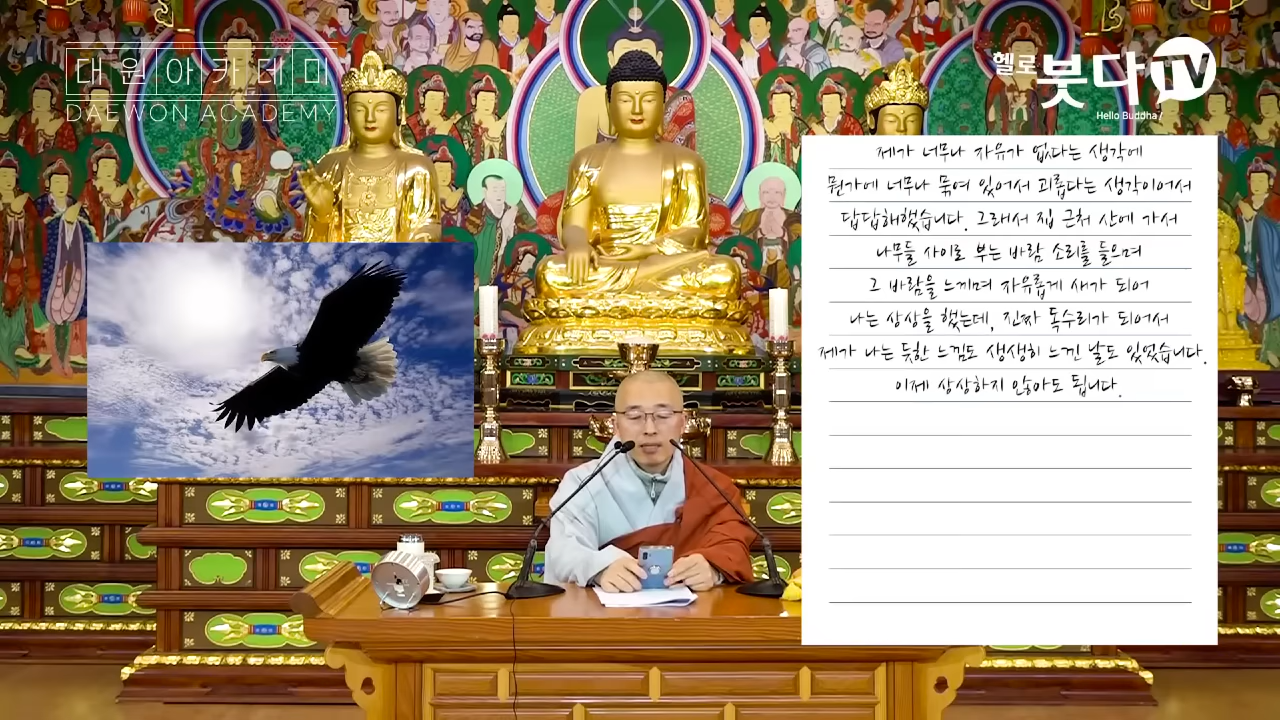 대원아카데미
DAEWON ACADEMY
헬로붓다TV
Hello Buddha!
제가 너무나 자유가 없다는 생각에
뭔가에 너무나 묶여 있어서 괴롭다는 생각이어서
답답해했습니다. 그래서 집 근처 산에 가서
나무들 사이로 부는 바람 소리를 들으며
그 바람을 느끼며 자유롭게 새가 되어
나는 상상을 했는데, 진짜 독수리가 되어서
제가 나는 듯한 느낌도 생생히 느낀 날도 있었습니다.
이제 상상하지 않아도 됩니다.